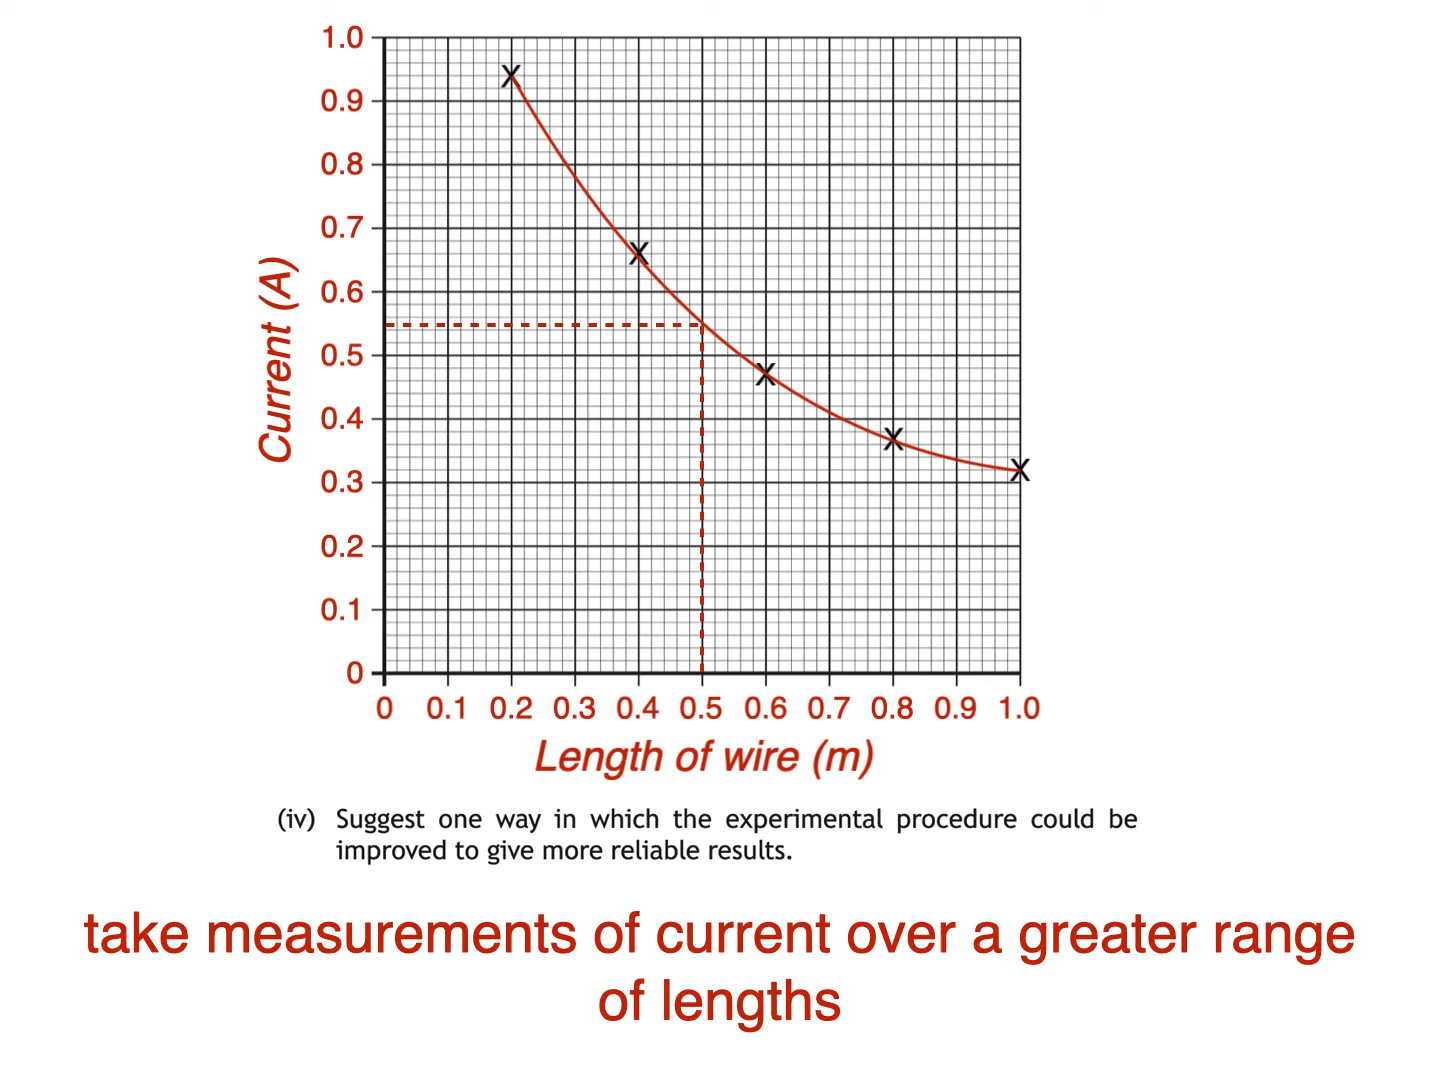 1.0
0.9
0.8
0.7
0.6
0.5
0.4
0.3
0.2
0.1
0
Current (A)
0 0.1 0.2 0.3 0.4 0.5 0.6 0.7 0.8 0.9 1.0
Length of wire (m)
(iv) Suggest one way in which the experimental procedure could be
improved to give more reliable results.
take measurements of current over a greater range
of lengths